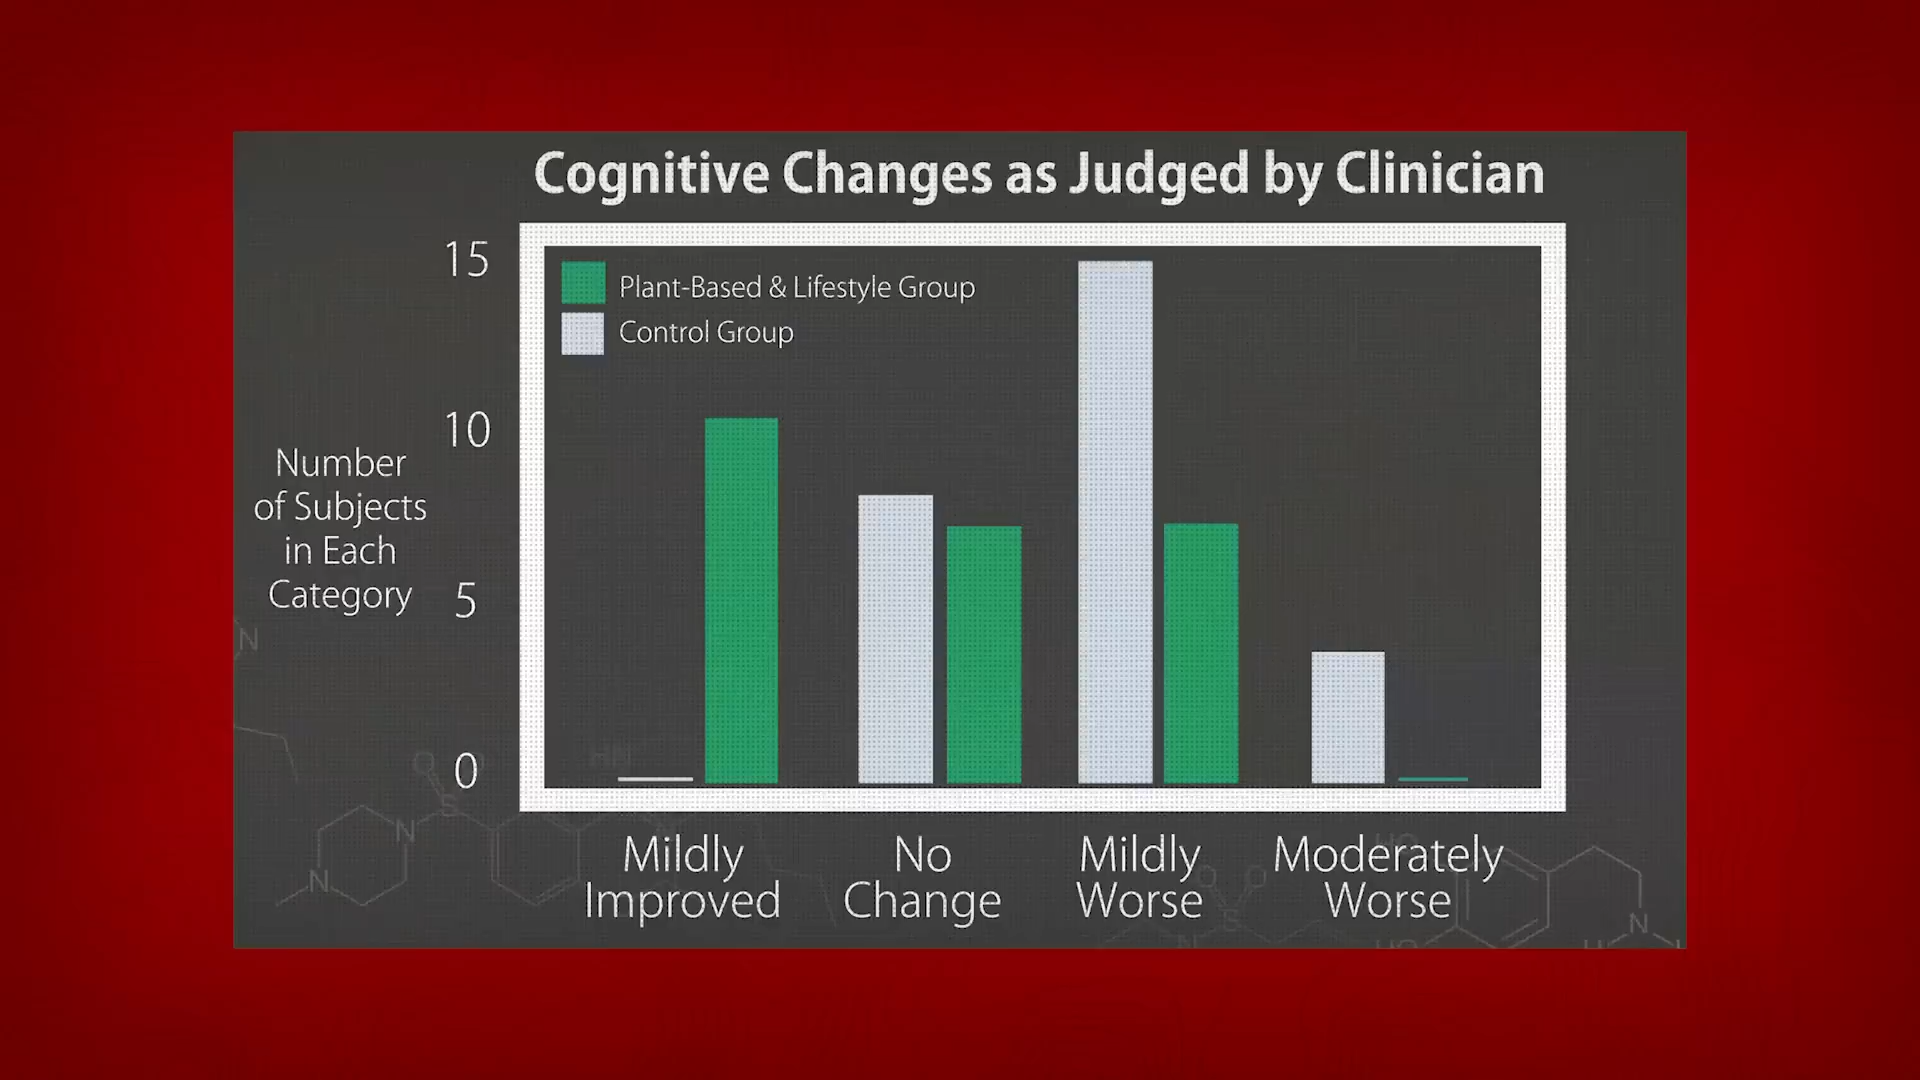 Cognitive Changes as Judged by Clinician
15
Plant-Based & Lifestyle Group
Control Group
10
Number
of Subjects
in Each
Category
5
0
Mildly
Improved
No
Change
Mildly
Worse
Moderately
Worse
N
HN
O
S
N
N
O
O
S
N
N